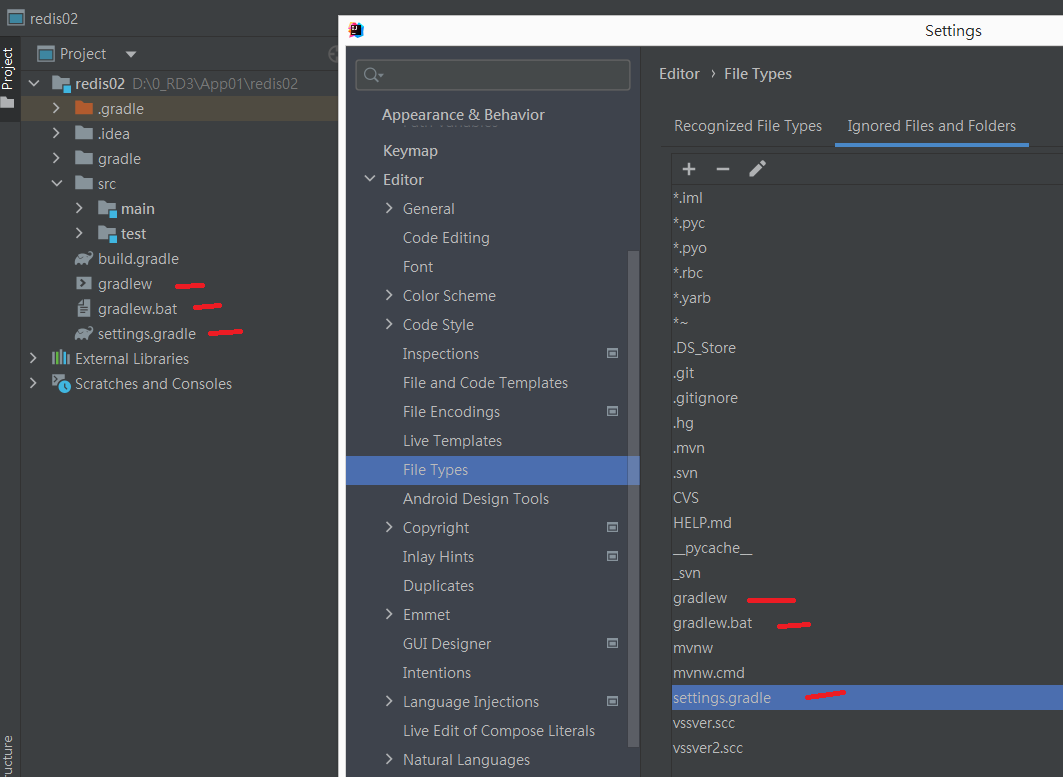 redis02
Project
Project
redis02 D:\0_RD3\App01\redis02
.gradle
.idea
gradle
src
main
test
build.gradle
gradlew
gradlew.bat
settings.gradle
External Libraries
Scratches and Consoles
ructure
Settings
Appearance & Behavior
Keymap
Editor
General
Code Editing
Font
Color Scheme
Code Style
Inspections
File and Code Templates
File Encodings
Live Templates
File Types
Android Design Tools
Copyright
Inlay Hints
Duplicates
Emmet
GUI Designer
Intentions
Language Injections
Live Edit of Compose Literals
Natural Languages
Editor › File Types
Recognized File Types Ignored Files and Folders
*.iml
*.pyc
*.pyo
*.rbc
*.yarb
*~
.DS_Store
.git
.gitignore
.hg
.mvn
.svn
CVS
HELP.md
__pycache__
_svn
gradlew
gradlew.bat
mvnw
mvnw.cmd
settings.gradle
vssver.scc
vssver2.scc